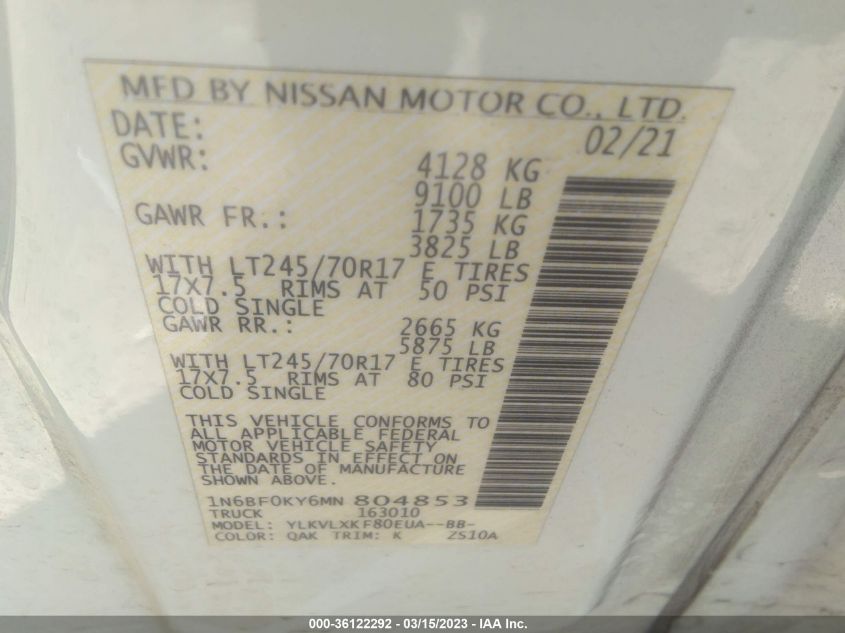 MFD BY NISSAN MOTOR CO., LTD.
DATE: 02/21
GVWR: 4128 KG
9100 LB
GAWR FR.: 1735 KG
3825 LB
WITH LT245/70R17 E TIRES
17X7.5 RIMS AT 50 PSI
COLD SINGLE
GAWR RR.: 2665 KG
5875 LB
WITH LT245/70R17 E TIRES
17X7.5 RIMS AT 80 PSI
COLD SINGLE
THIS VEHICLE CONFORMS TO
ALL APPLICABLE FEDERAL
MOTOR VEHICLE SAFETY
STANDARDS IN EFFECT ON
THE DATE OF MANUFACTURE
SHOWN ABOVE.
1N6BF0KY6MN 804853
TRUCK 163010
MODEL: YLKVLXKF80EUA--BB-
COLOR: QAK TRIM: K ZS10A
000-36122292 - 03/15/2023 - IAA Inc.